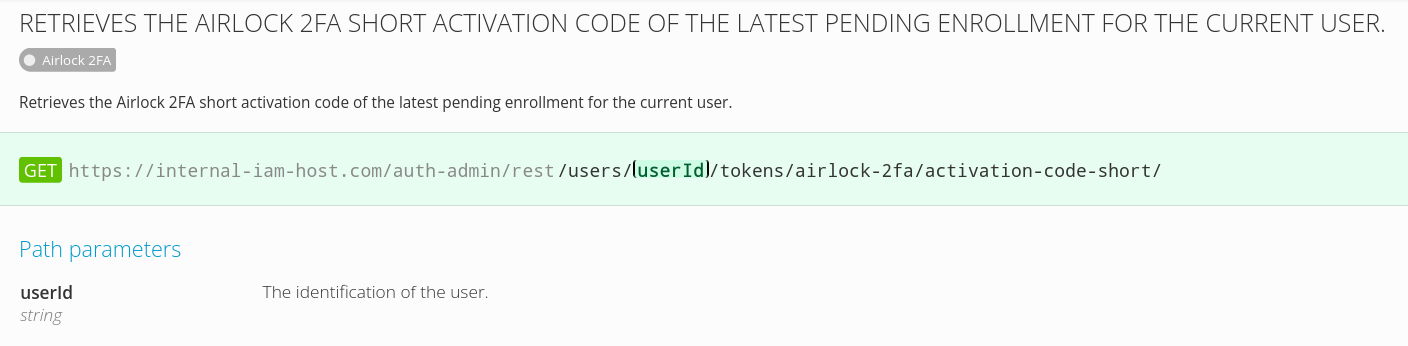 RETRIEVES THE AIRLOCK 2FA SHORT ACTIVATION CODE OF THE LATEST PENDING ENROLLMENT FOR THE CURRENT USER.
Airlock 2FA
Retrieves the Airlock 2FA short activation code of the latest pending enrollment for the current user.
GET https://internal-iam-host.com/auth-admin/rest/users/{userId}/tokens/airlock-2fa/activation-code-short/
Path parameters
userId The identification of the user.
string